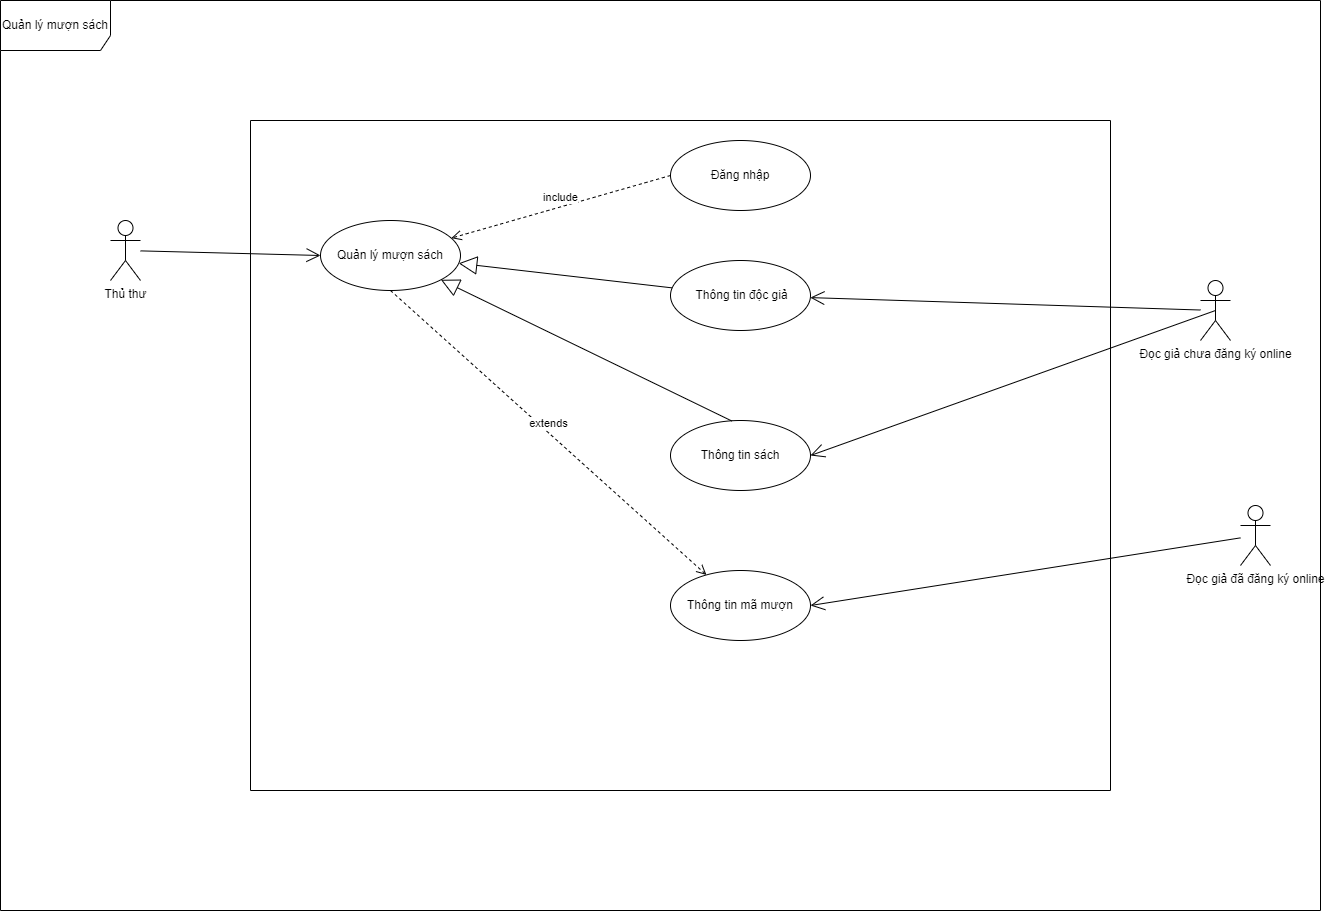 Quản lý mượn sách
Đăng nhập
include
Quản lý mượn sách
Thủ thư
Thông tin độc giả
Đọc giả chưa đăng ký online
extends
Thông tin sách
Đọc giả đã đăng ký online
Thông tin mã mượn